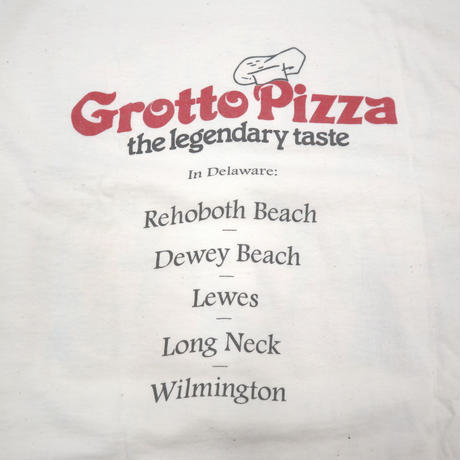 Grotto Pizza
the legendary taste
In Delaware:
Rehoboth Beach
Dewey Beach
Lewes
Long Neck
Wilmington